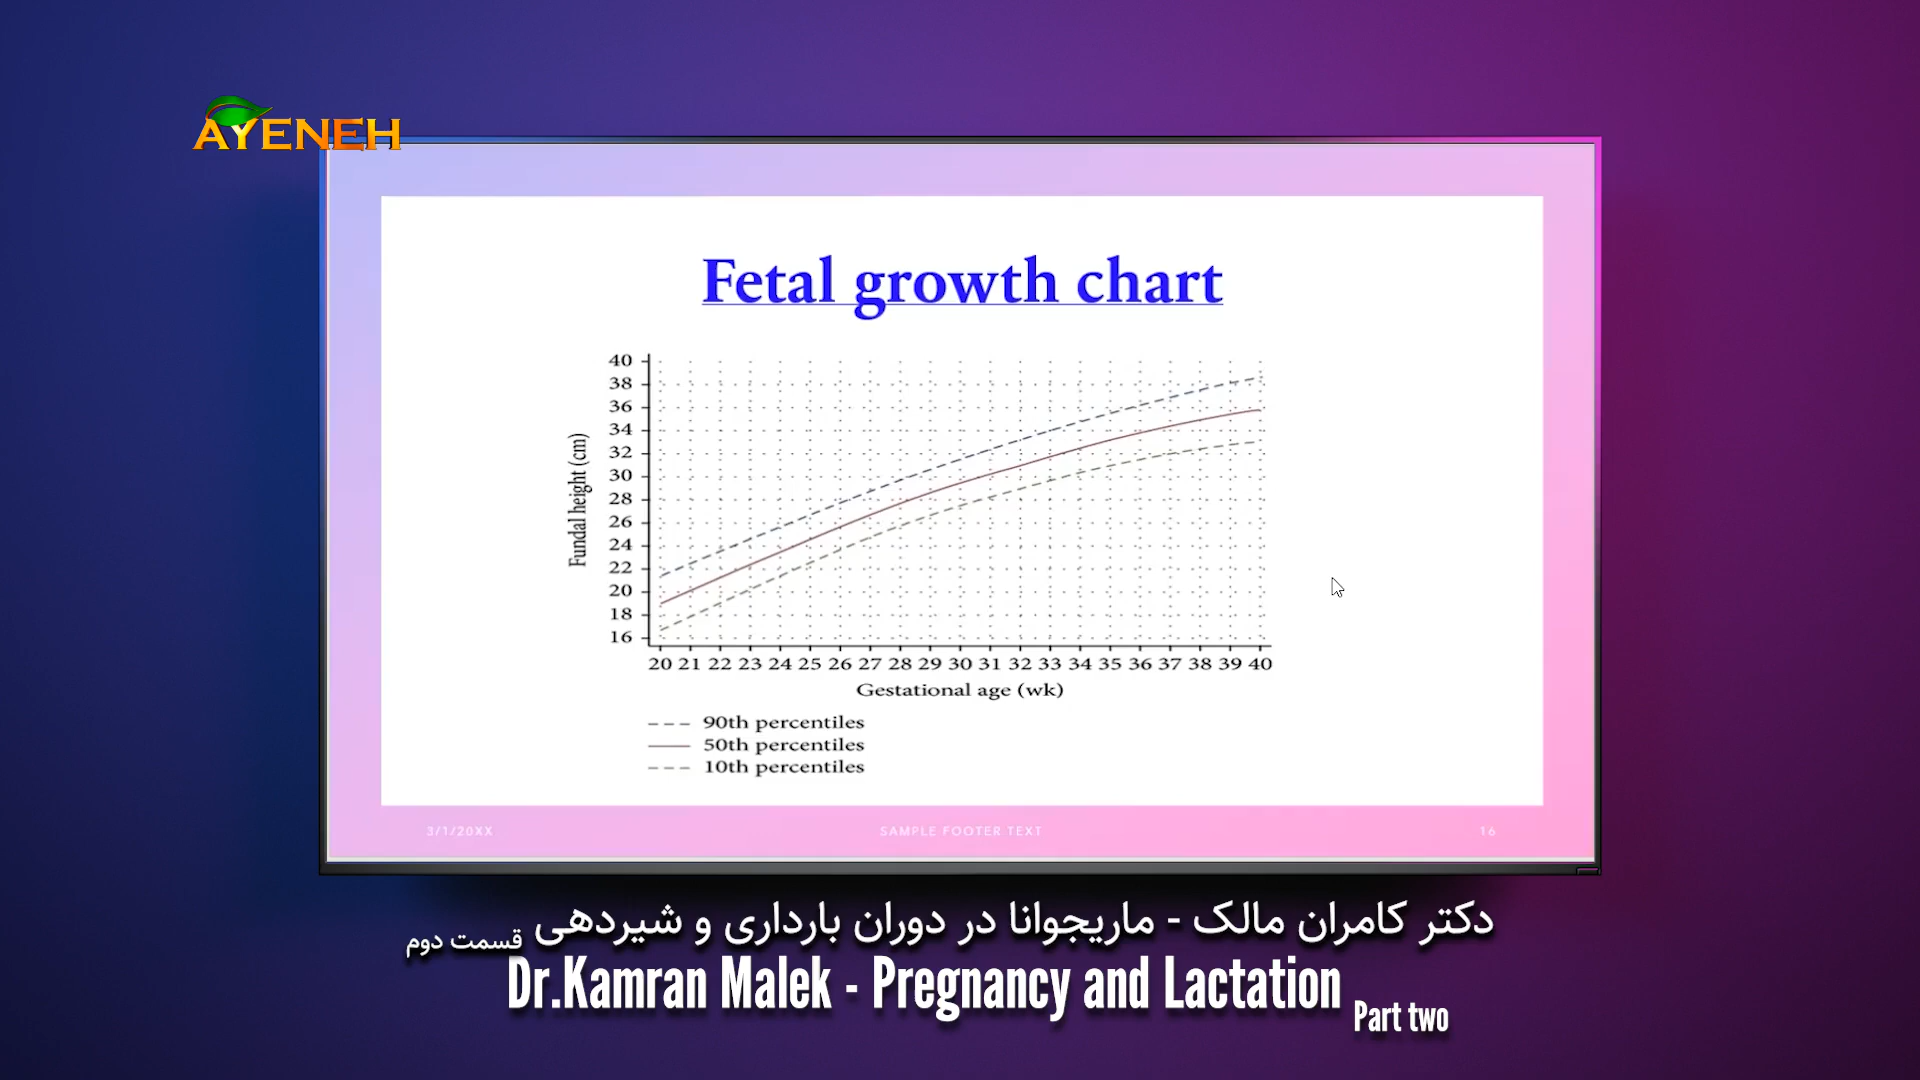 AYENEH
Fetal growth chart
40
38
36
34
32
30
28
26
24
22
20
18
16
Fundal height (cm)
20 21 22 23 24 25 26 27 28 29 30 31 32 33 34 35 36 37 38 39 40
Gestational age (wk)
90th percentiles
50th percentiles
10th percentiles
3/1/20XX SAMPLE FOOTER TEXT 16
دکتر کامران مالک - ماریجوانا در دوران بارداری و شیردهی قسمت دوم
Dr.Kamran Malek - Pregnancy and Lactation Part two